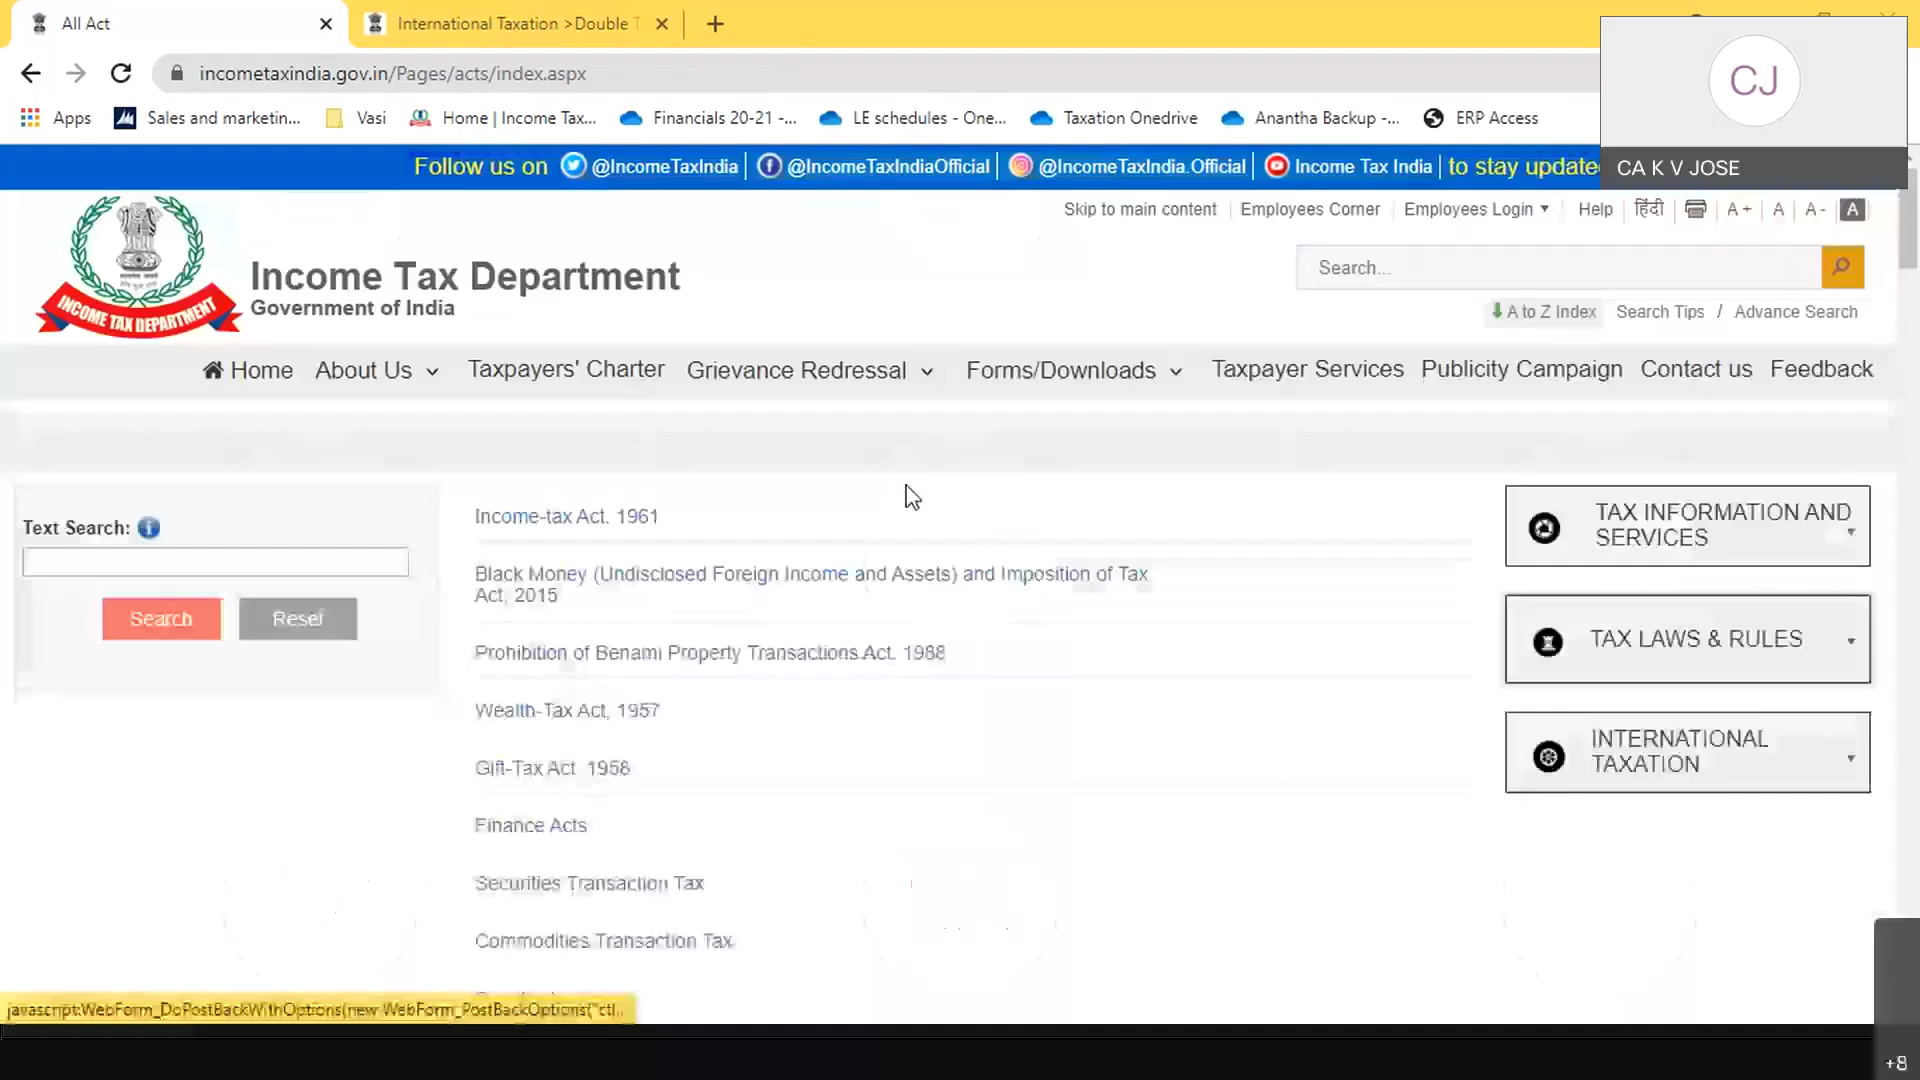 All Act
International Taxation >Double T
incometaxindia.gov.in/Pages/acts/index.aspx
CJ
CA K V JOSE
Apps
Sales and marketin...
Vasi
Home | Income Tax...
Financials 20-21 -...
LE schedules - One...
Taxation Onedrive
Anantha Backup -...
ERP Access
Follow us on @IncomeTaxIndia | @IncomeTaxIndiaOfficial | @IncomeTaxIndia.Official | Income Tax India | to stay update
Skip to main content | Employees Corner | Employees Login | Help | हिंदी | A+ | A | A- | A
INCOME TAX DEPARTMENT
Income Tax Department
Government of India
Search...
A to Z Index Search Tips / Advance Search
Home About Us Taxpayers' Charter Grievance Redressal Forms/Downloads Taxpayer Services Publicity Campaign Contact us Feedback
Text Search:
Search Reset
Income-tax Act, 1961
Black Money (Undisclosed Foreign Income and Assets) and Imposition of Tax
Act, 2015
Prohibition of Benami Property Transactions Act, 1988
Wealth-Tax Act, 1957
Gift-Tax Act, 1958
Finance Acts
Securities Transaction Tax
Commodities Transaction Tax
TAX INFORMATION AND
SERVICES
TAX LAWS & RULES
INTERNATIONAL
TAXATION
javascript:WebForm_DoPostBackWithOptions(new WebForm_PostBackOptions("ctl...
+8